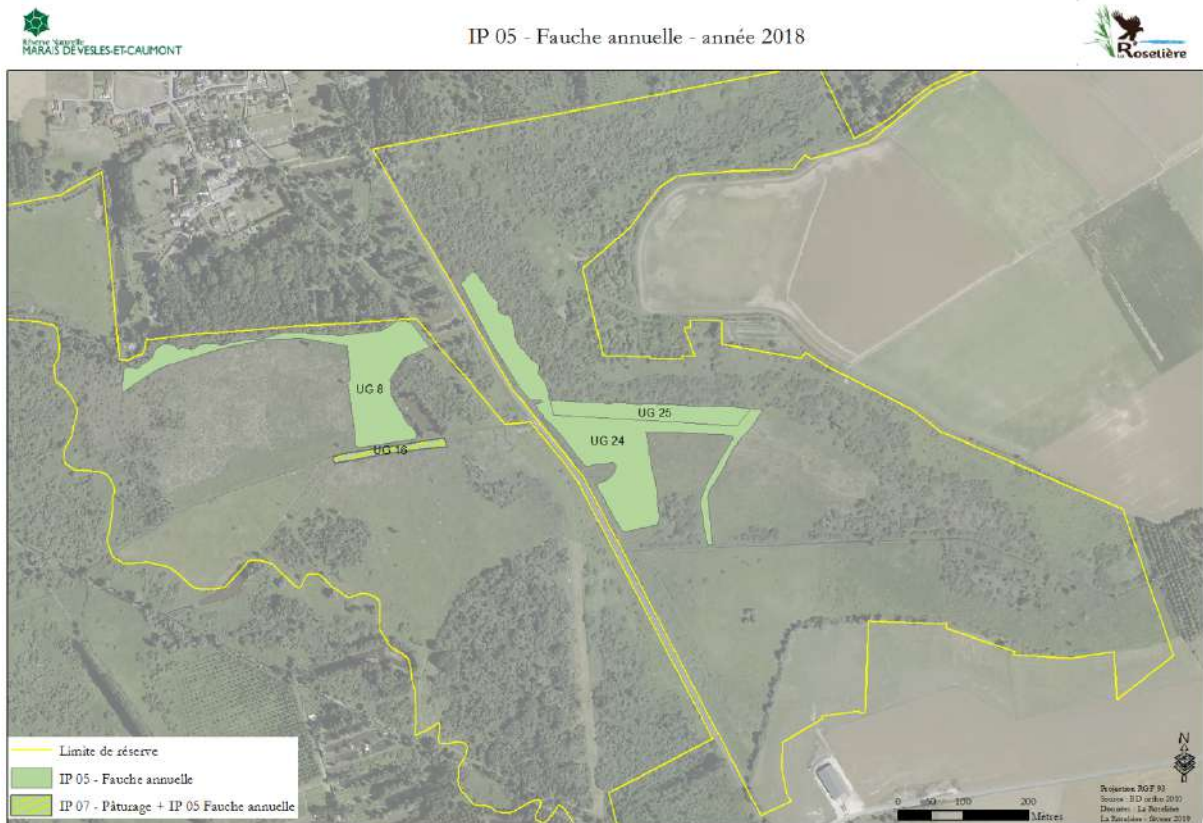 Réserve Naturelle
MARAIS DE VESLES-ET-CAUMONT
IP 05 - Fauche annuelle - année 2018
La Roselière
UG 8
UG 16
UG 25
UG 24
Limite de réserve
IP 05 - Fauche annuelle
IP 07 - Pâturage + IP 05 Fauche annuelle
N
0 50 100 200
Mètres
Projection RGF 93
Source : BD ortho 2010
Données : La Roselière
La Roselière - février 2019